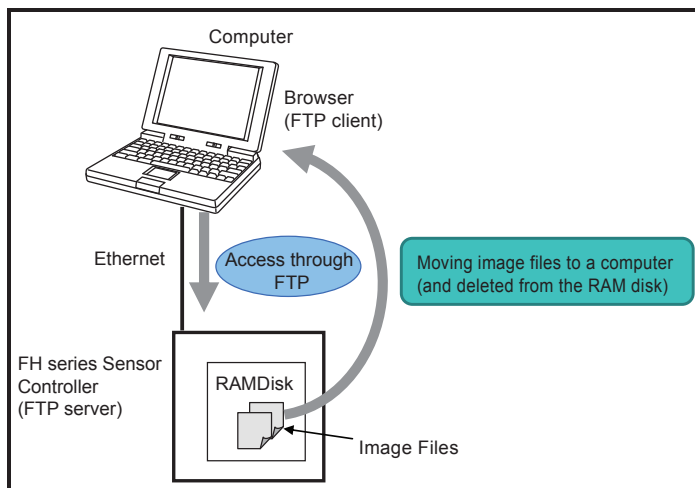 Computer
Browser
(FTP client)
Ethernet
Access through
FTP
Moving image files to a computer
(and deleted from the RAM disk)
FH series Sensor
Controller
(FTP server)
RAMDisk
Image Files